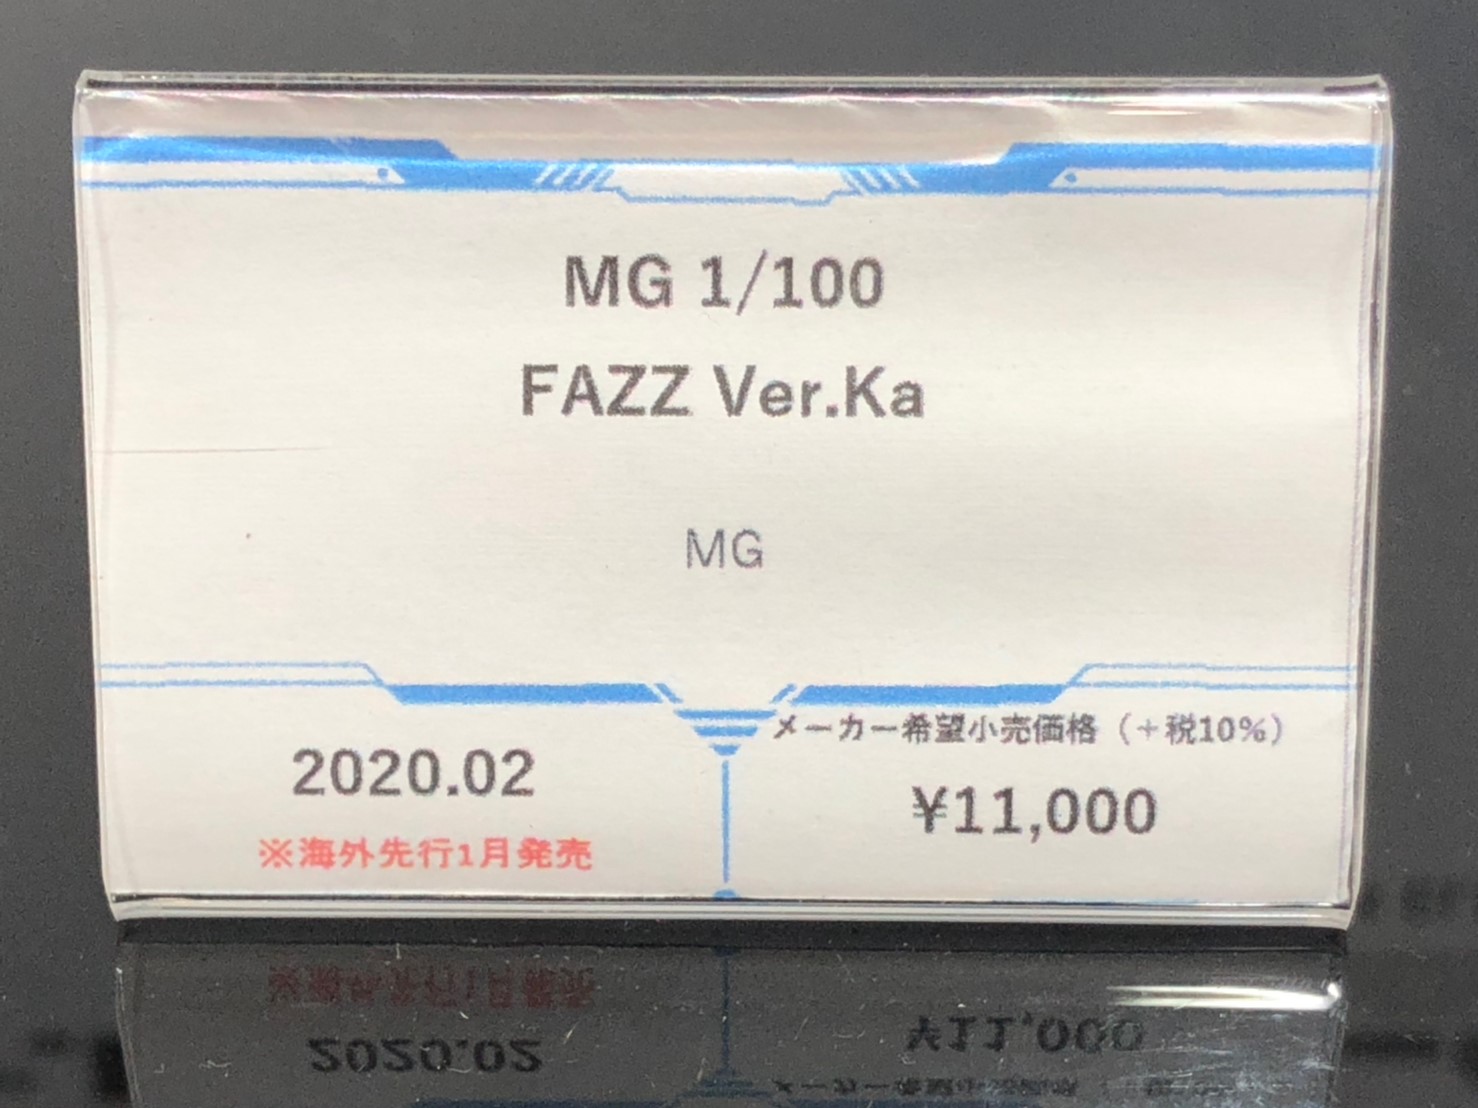 MG 1/100
FAZZ Ver.Ka
MG
2020.02
※海外先行1月発売
メーカー希望小売価格（＋税10%）
¥11,000